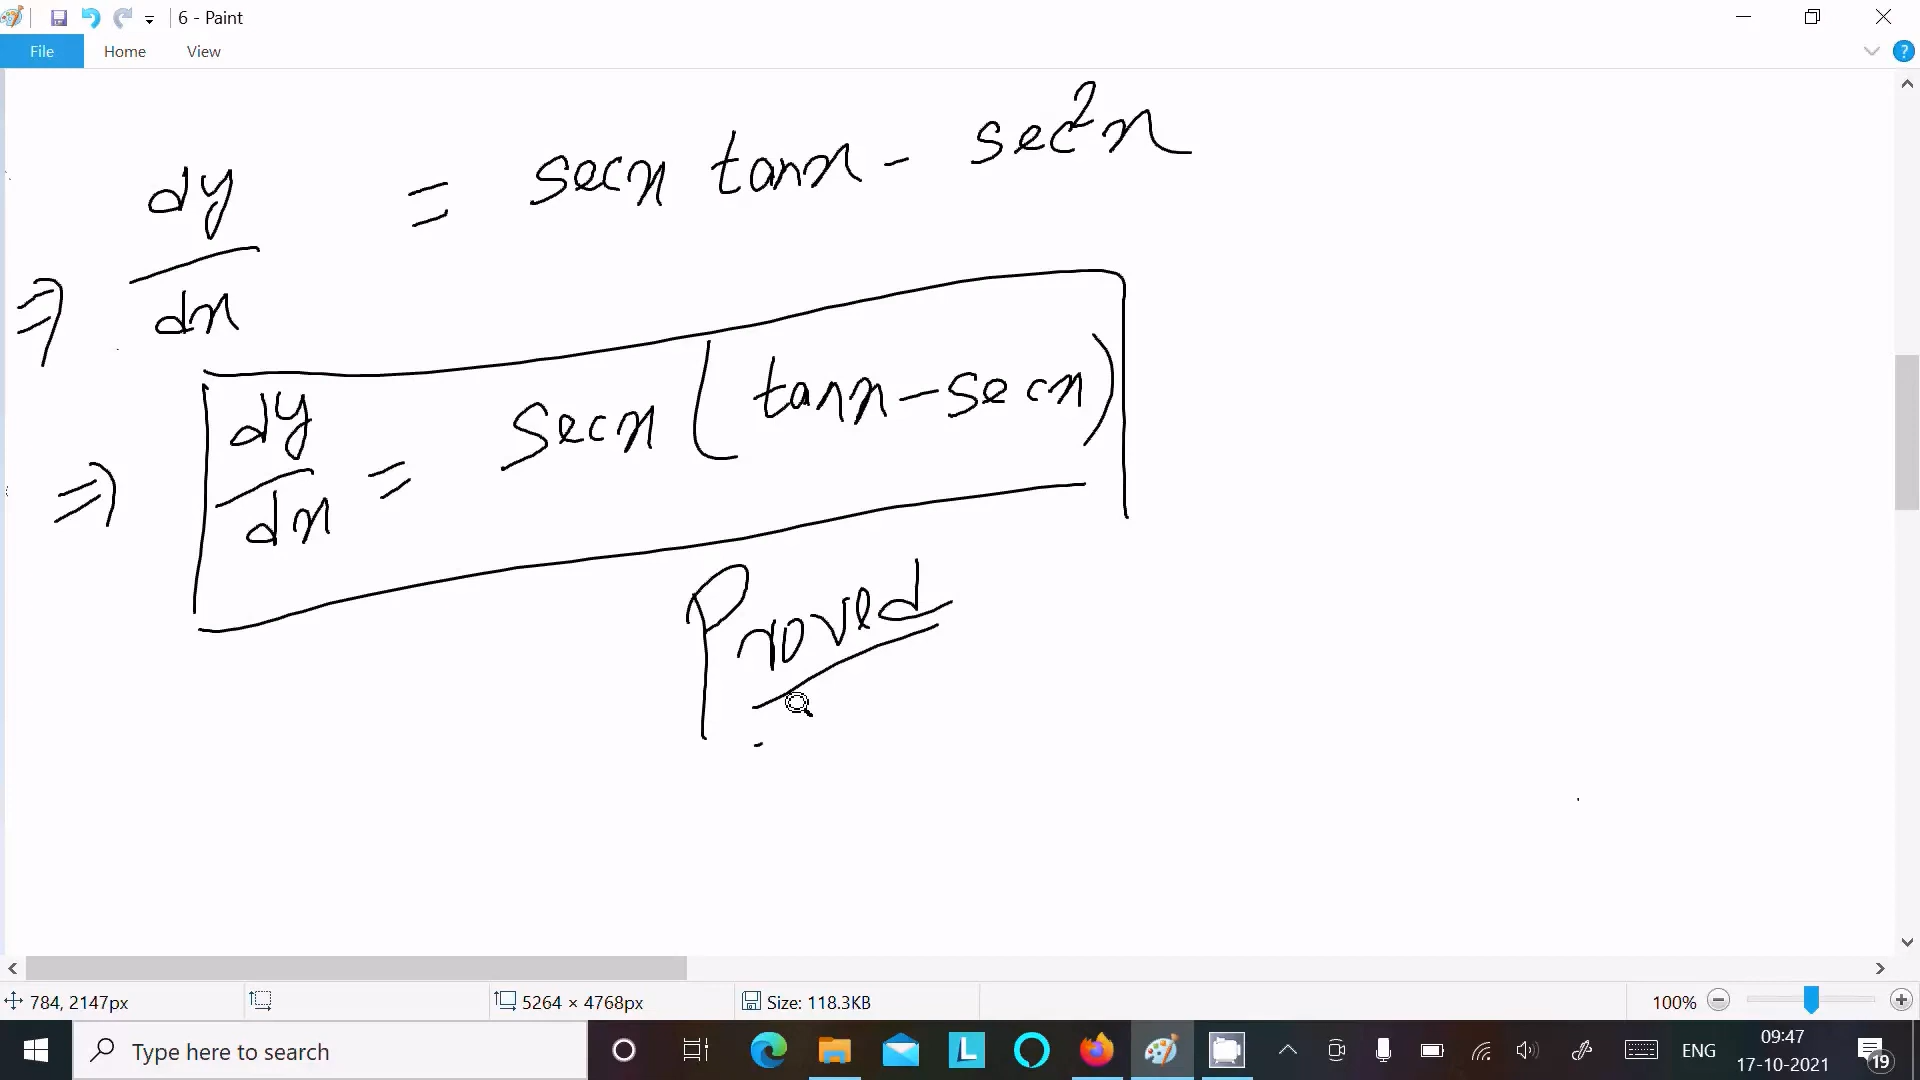 6 - Paint
File Home View
dy/dx = secx tanx - sec²x
⇒
⇒ dy/dx = secx (tanx - secx)
Proved
784, 2147px 5264 × 4768px Size: 118.3KB 100%
Type here to search L ENG 09:47
17-10-2021 19